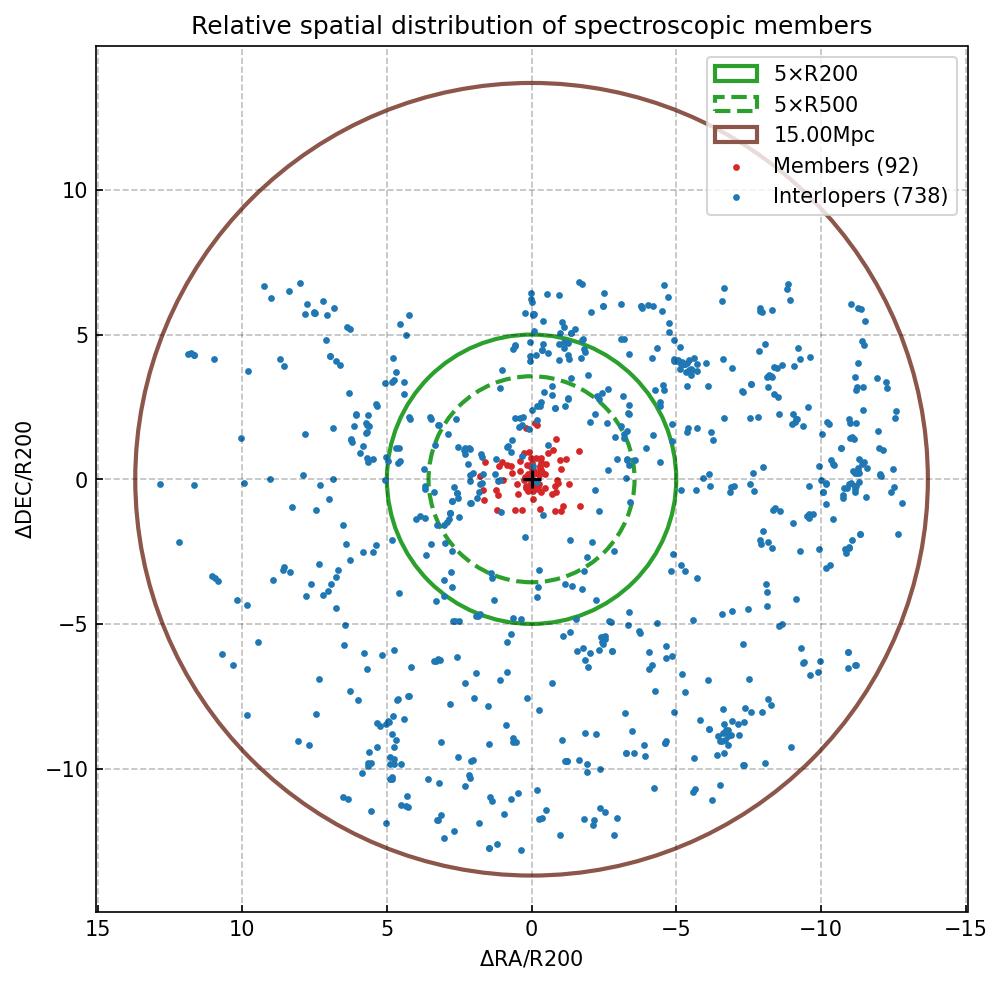 Relative spatial distribution of spectroscopic members
5×R200
5×R500
15.00Mpc
Members (92)
Interlopers (738)
10
5
0
−5
−10
ΔDEC/R200
15
10
5
0
−5
−10
−15
ΔRA/R200